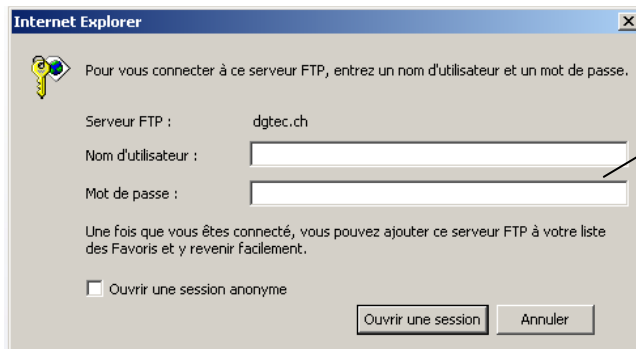 Internet Explorer
Pour vous connecter à ce serveur FTP, entrez un nom d'utilisateur et un mot de passe.
Serveur FTP : dgtec.ch
Nom d'utilisateur :
Mot de passe :
Une fois que vous êtes connecté, vous pouvez ajouter ce serveur FTP à votre liste
des Favoris et y revenir facilement.
Ouvrir une session anonyme
Ouvrir une session Annuler